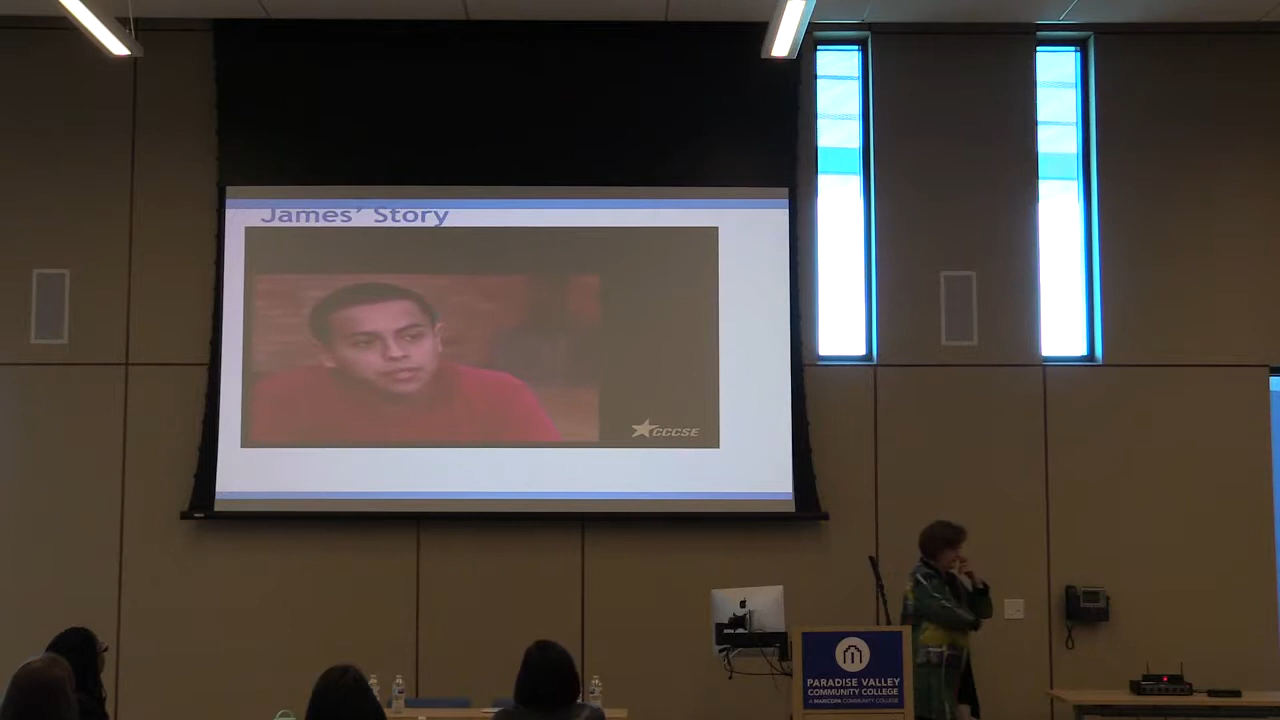 James' Story
CCCSE
PARADISE VALLEY
COMMUNITY COLLEGE
A MARICOPA COMMUNITY COLLEGE